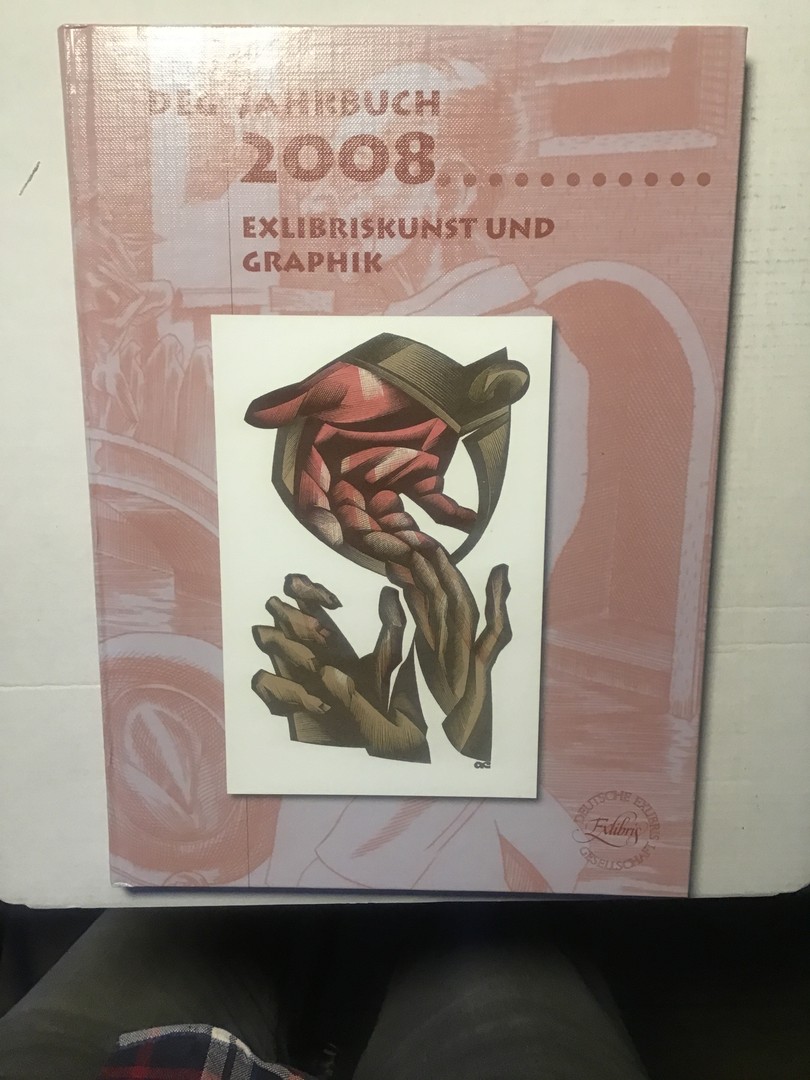 DEG-JAHRBUCH
2008
EXLIBRISKUNST UND
GRAPHIK
DEUTSCHE EXLIBRIS
Exlibris
GESELLSCHAFT